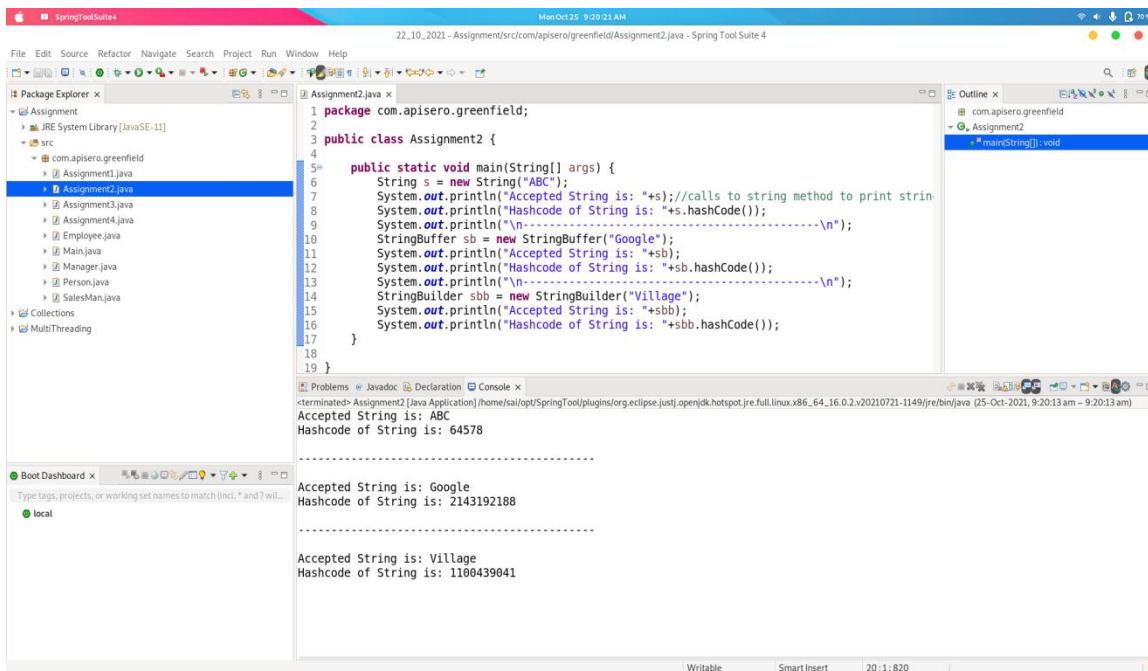 SpringToolSuite4
Mon Oct 25 9:20:21 AM
70%
22_10_2021 - Assignment/src/com/apisero/greenfield/Assignment2.java - Spring Tool Suite 4
File Edit Source Refactor Navigate Search Project Run Window Help
Package Explorer
Assignment
JRE System Library [JavaSE-11]
src
com.apisero.greenfield
Assignment1.java
Assignment2.java
Assignment3.java
Assignment4.java
Employee.java
Main.java
Manager.java
Person.java
SalesMan.java
Collections
MultiThreading
Boot Dashboard
Type tags, projects, or working set names to match (incl. * and ? wil...
local
Assignment2.java
1 package com.apisero.greenfield;
2
3 public class Assignment2 {
4
5 public static void main(String[] args) {
6 String s = new String("ABC");
7 System.out.println("Accepted String is: "+s);//calls to string method to print strin
8 System.out.println("Hashcode of String is: "+s.hashCode());
9 System.out.println("\n---------------------------------------------\n");
10 StringBuffer sb = new StringBuffer("Google");
11 System.out.println("Accepted String is: "+sb);
12 System.out.println("Hashcode of String is: "+sb.hashCode());
13 System.out.println("\n---------------------------------------------\n");
14 StringBuilder sbb = new StringBuilder("Village");
15 System.out.println("Accepted String is: "+sbb);
16 System.out.println("Hashcode of String is: "+sbb.hashCode());
17 }
18
19 }
Outline
com.apisero.greenfield
Assignment2
main(String[]) : void
Problems Javadoc Declaration Console
<terminated> Assignment2 [Java Application] /home/sai/opt/SpringTool/plugins/org.eclipse.justj.openjdk.hotspot.jre.full.linux.x86_64_16.0.2.v20210721-1149/jre/bin/java (25-Oct-2021, 9:20:13 am – 9:20:13 am)
Accepted String is: ABC
Hashcode of String is: 64578
---------------------------------------------
Accepted String is: Google
Hashcode of String is: 2143192188
---------------------------------------------
Accepted String is: Village
Hashcode of String is: 1100439041
Writable Smart Insert 20 : 1 : 820